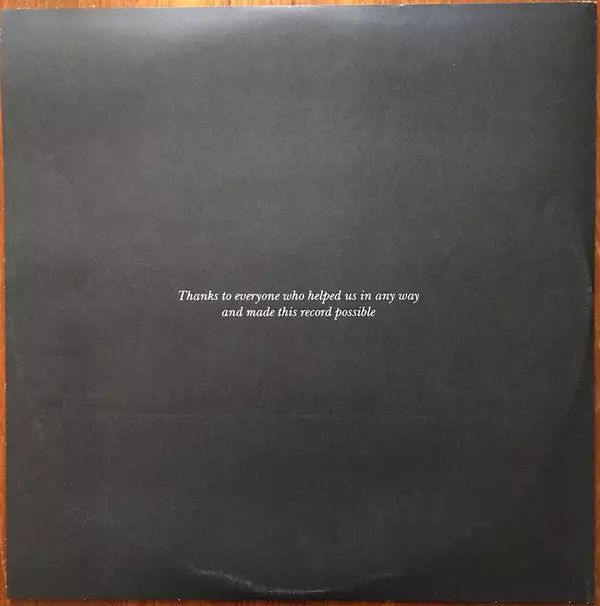 Thanks to everyone who helped us in any way
and made this record possible